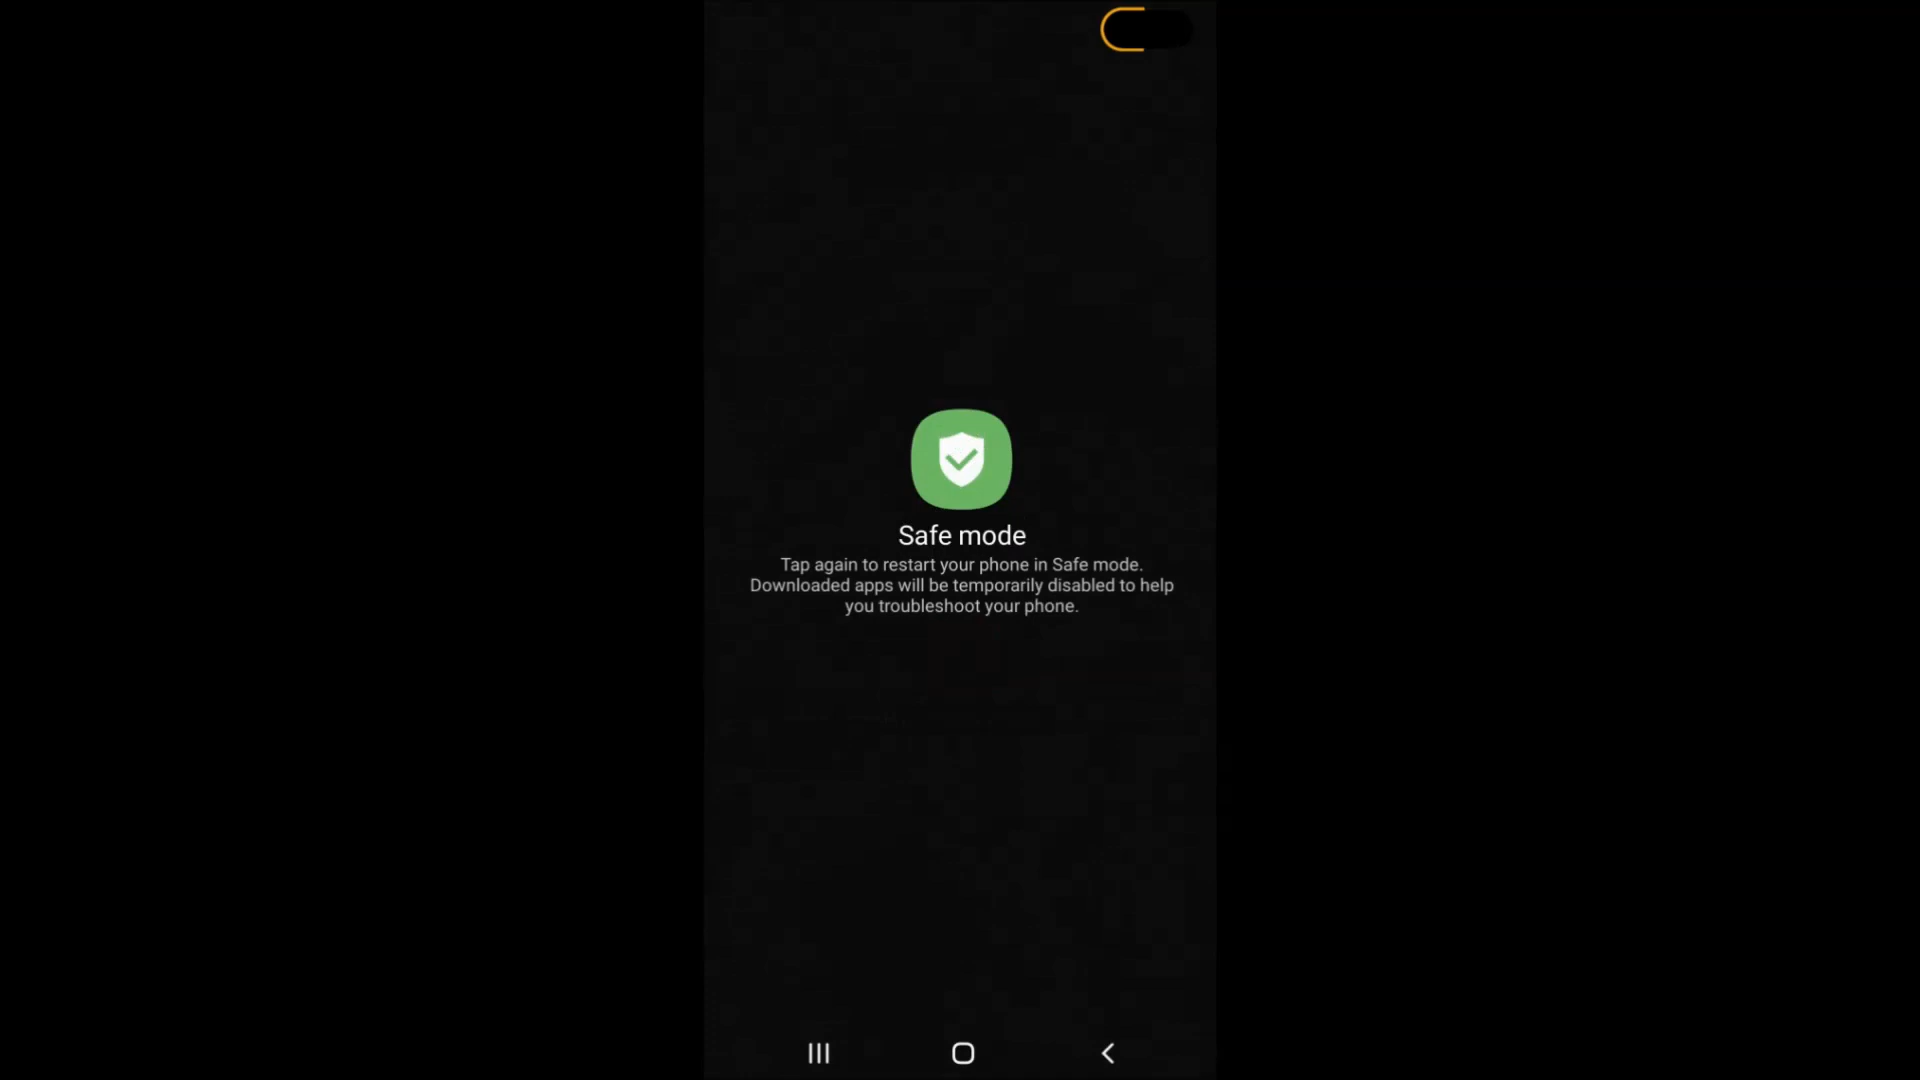 Safe mode
Tap again to restart your phone in Safe mode.
Downloaded apps will be temporarily disabled to help
you troubleshoot your phone.